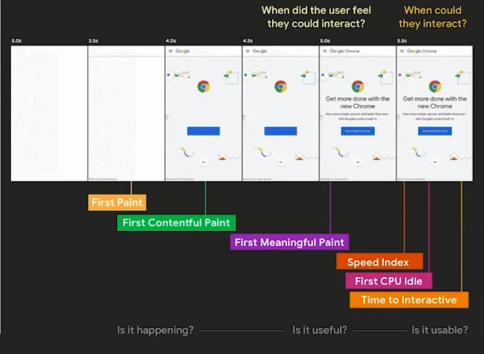 When did the user feel
they could interact?
When could
they interact?
3.0s
3.5s
4.0s
4.5s
5.0s
5.5s
Google
Google
Google Chrome
Google Chrome
Get more done with the
new Chrome
Get more done with the
new Chrome
First Paint
First Contentful Paint
First Meaningful Paint
Speed Index
First CPU Idle
Time to Interactive
Is it happening?
Is it useful?
Is it usable?